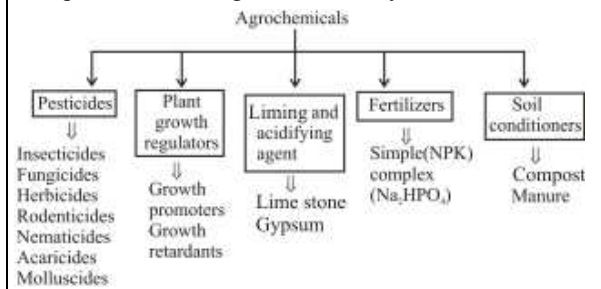 Agrochemicals
Pesticides
Insecticides
Fungicides
Herbicides
Rodenticides
Nematicides
Acaricides
Molluscides
Plant
growth
regulators
Growth
promoters
Growth
retardants
Liming and
acidifying
agent
Lime stone
Gypsum
Fertilizers
Simple(NPK)
complex
(Na₂HPO₄)
Soil
conditioners
Compost
Manure